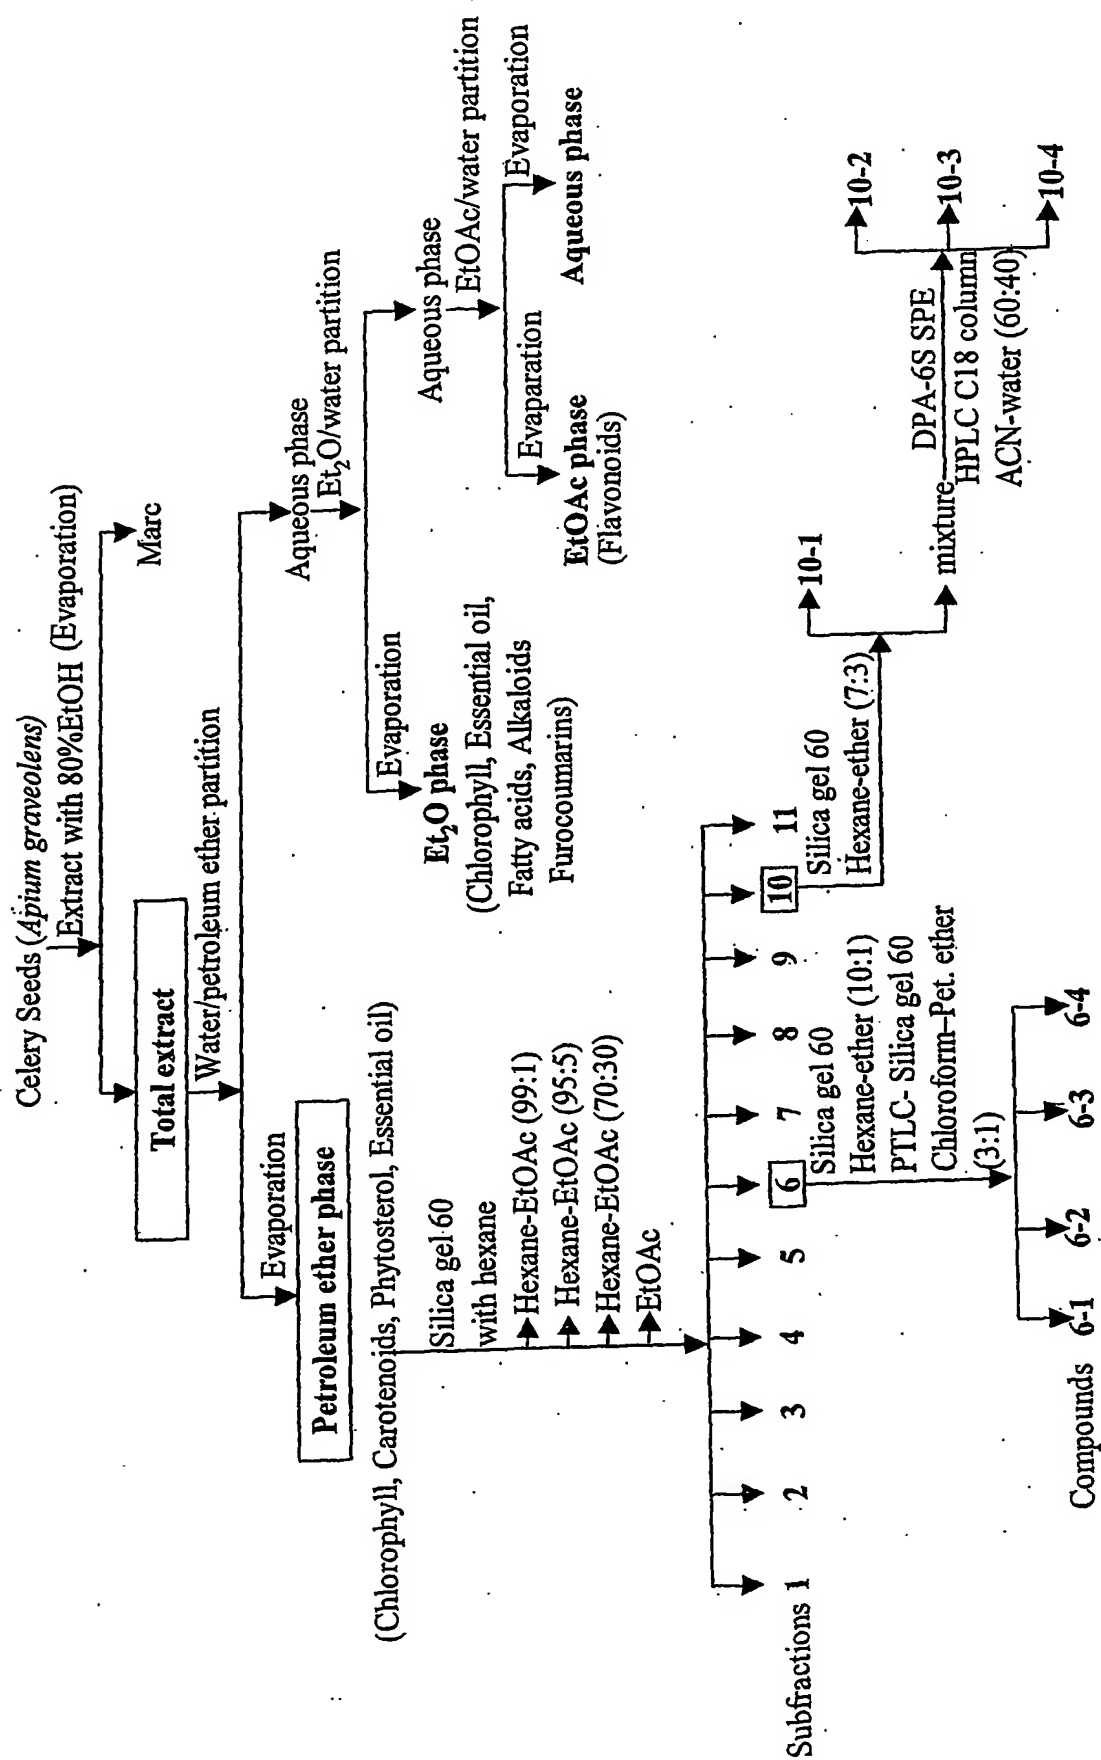 Celery Seeds (Apium graveolens)
Extract with 80%EtOH (Evaporation)
Total extract
Marc
Water/petroleum ether partition
Evaporation
Petroleum ether phase
(Chlorophyll, Carotenoids, Phytosterol, Essential oil)
Aqueous phase
Et₂O/water partition
Evaporation
Et₂O phase
(Chlorophyll, Essential oil,
Fatty acids, Alkaloids
Furocoumarins)
Aqueous phase
EtOAc/water partition
Evaparation
EtOAc phase
(Flavonoids)
Evaporation
Aqueous phase
Silica gel 60
with hexane
Hexane-EtOAc (99:1)
Hexane-EtOAc (95:5)
Hexane-EtOAc (70:30)
EtOAc
Subfractions 1 2 3 4 5 6 7 8 9 10 11
Silica gel 60
Hexane-ether (10:1)
PTLC- Silica gel 60
Chloroform–Pet. ether
(3:1)
Compounds 6-1 6-2 6-3 6-4
Silica gel 60
Hexane-ether (7:3)
10-1
mixture
DPA-6S SPE
HPLC C18 column
ACN-water (60:40)
10-2
10-3
10-4